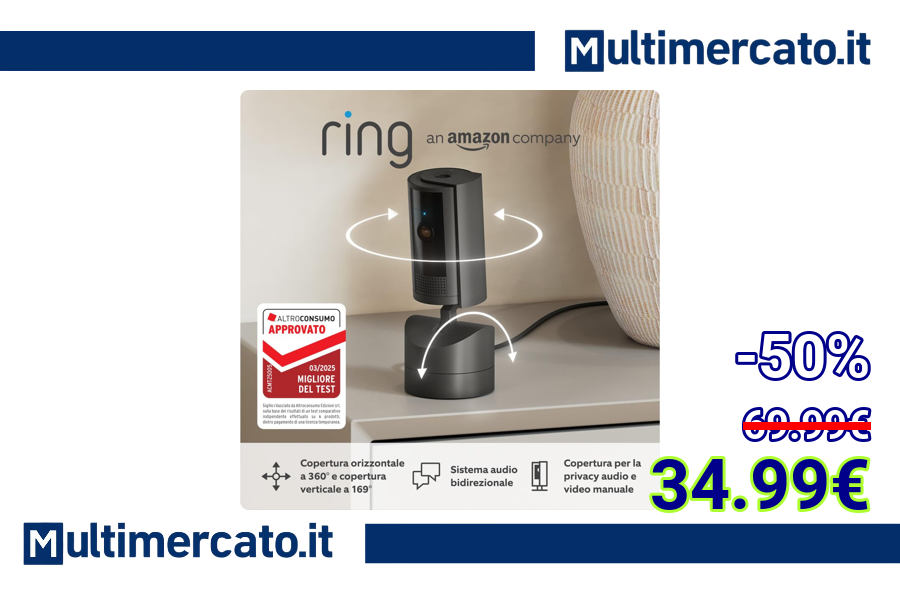 Multimercato.it
ring an amazon company
ALTROCONSUMO
APPROVATO
03/2025
MIGLIORE
DEL TEST
ACMT25005
Copertura orizzontale
a 360° e copertura
verticale a 169°
Sistema audio
bidirezionale
Copertura per la
privacy audio e
video manuale
-50%
69.99€
34.99€
Multimercato.it